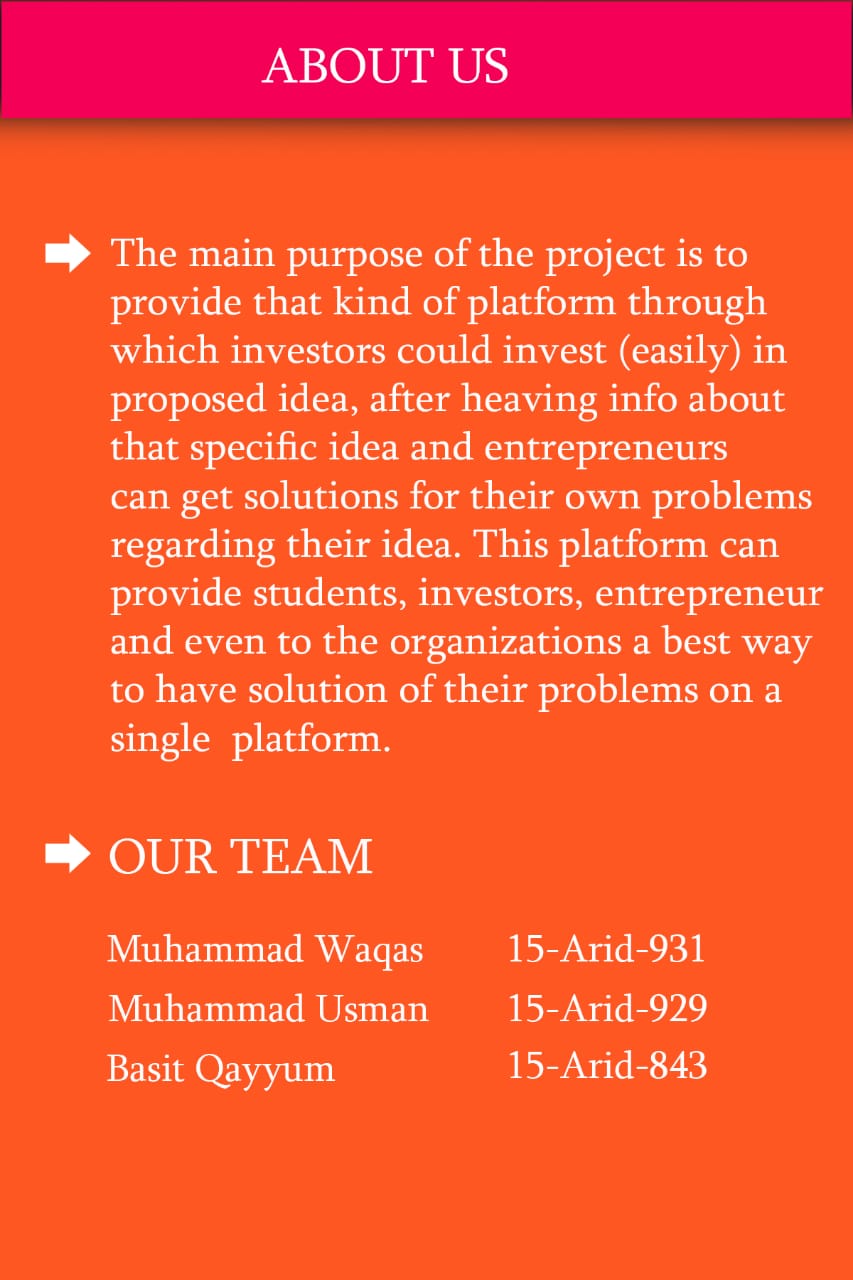 ABOUT US
The main purpose of the project is to
provide that kind of platform through
which investors could invest (easily) in
proposed idea, after heaving info about
that specific idea and entrepreneurs
can get solutions for their own problems
regarding their idea. This platform can
provide students, investors, entrepreneur
and even to the organizations a best way
to have solution of their problems on a
single  platform.
OUR TEAM
Muhammad Waqas 15-Arid-931
Muhammad Usman 15-Arid-929
Basit Qayyum 15-Arid-843